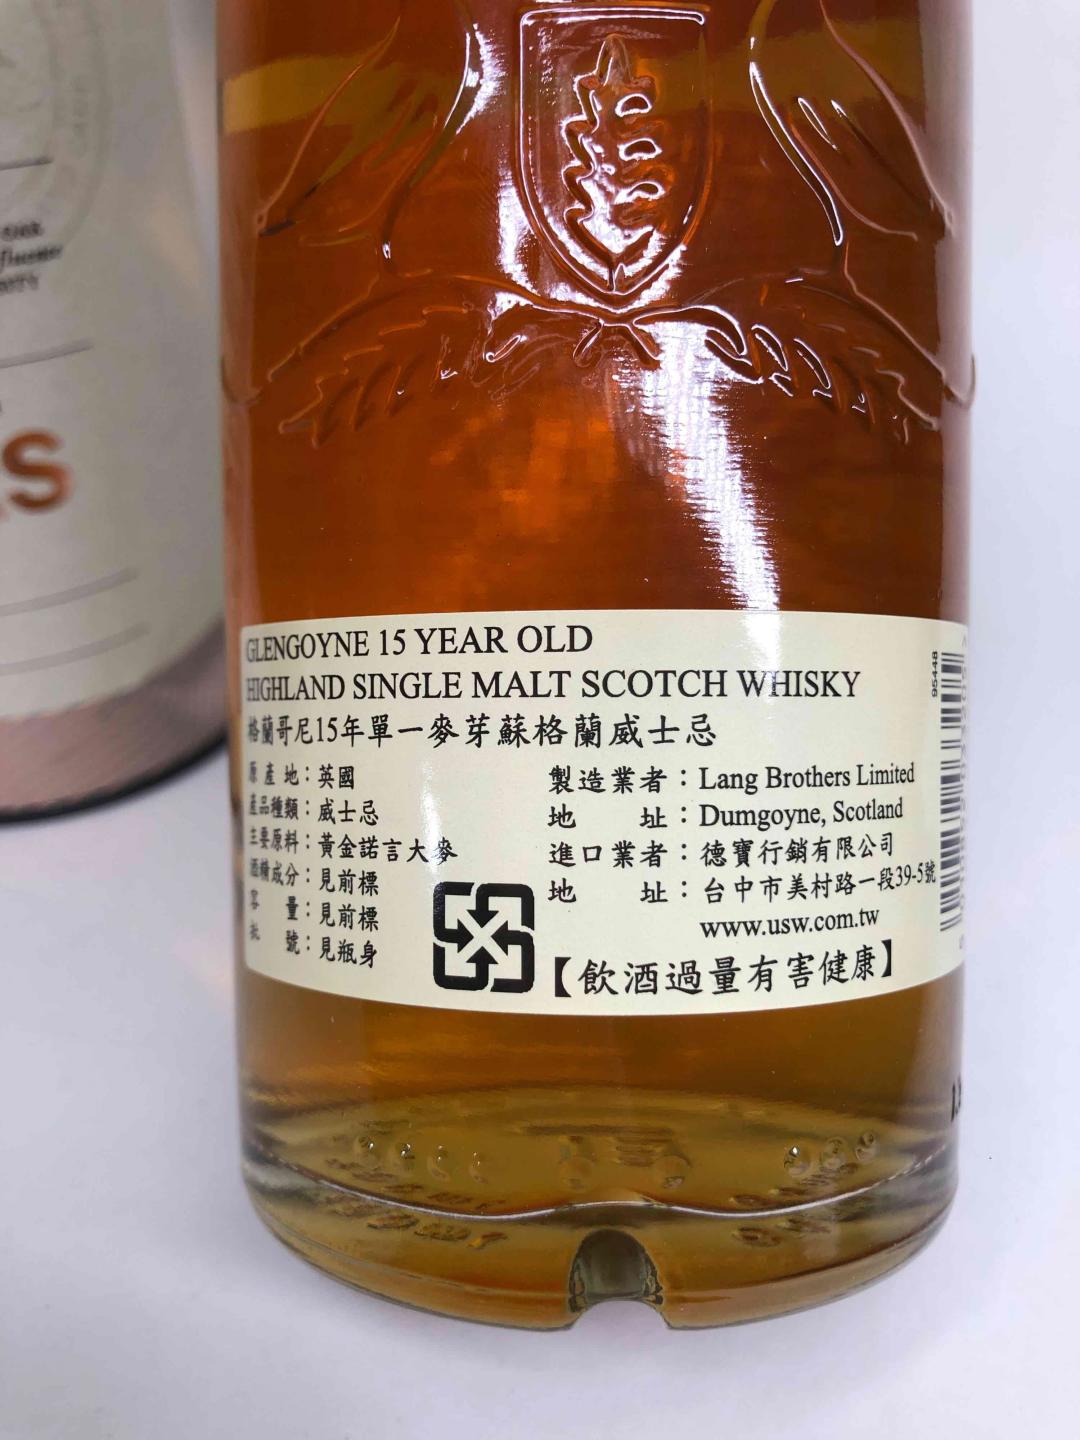 GLENGOYNE 15 YEAR OLD
HIGHLAND SINGLE MALT SCOTCH WHISKY
格蘭哥尼15年單一麥芽蘇格蘭威士忌
原產地：英國
產品種類：威士忌
主要原料：黃金諾言大麥
酒精成分：見前標
容量：見前標
批號：見瓶身
製造業者：Lang Brothers Limited
地址：Dumgoyne, Scotland
進口業者：德寶行銷有限公司
地址：台中市美村路一段39-5號
www.usw.com.tw
【飲酒過量有害健康】
95448